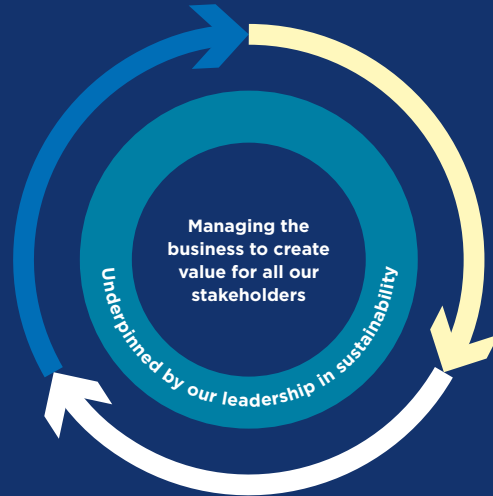 Managing the
business to create
value for all our
stakeholders
Underpinned by our leadership in sustainability